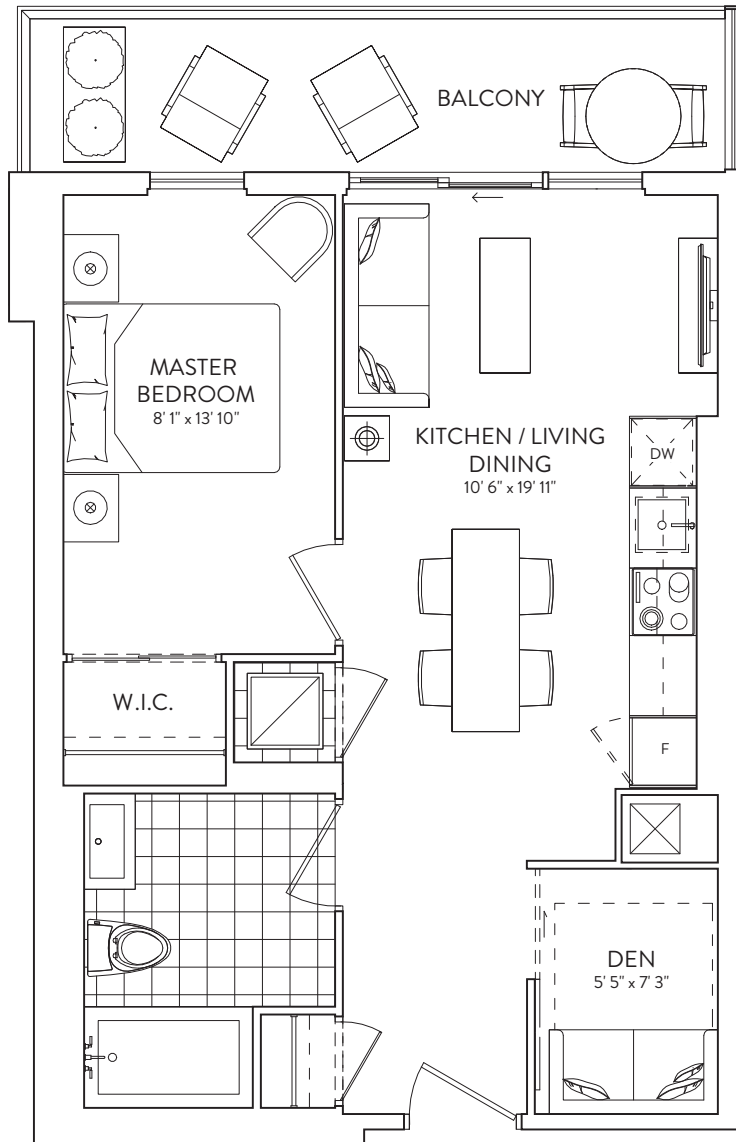 BALCONY
MASTER
BEDROOM
8' 1" x 13' 10"
KITCHEN / LIVING
DINING
10' 6" x 19' 11"
DW
W.I.C.
F
DEN
5' 5" x 7' 3"